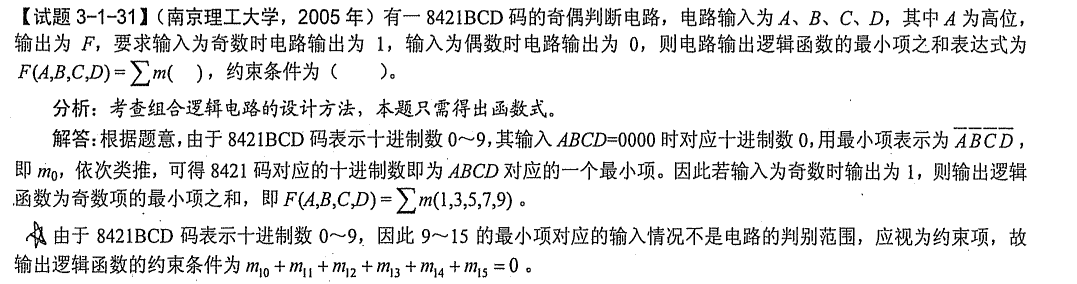 【试题 3-1-31】(南京理工大学，2005 年) 有一 8421BCD 码的奇偶判断电路，电路输入为 A、B、C、D，其中 A 为高位，
输出为 F，要求输入为奇数时电路输出为 1，输入为偶数时电路输出为 0，则电路输出逻辑函数的最小项之和表达式为
F(A,B,C,D) = ∑m( )，约束条件为（ ）。
分析：考查组合逻辑电路的设计方法，本题只需得出函数式。
解答：根据题意，由于 8421BCD 码表示十进制数 0～9，其输入 ABCD=0000 时对应十进制数 0，用最小项表示为 A̅B̅C̅D̅，
即 m₀，依次类推，可得 8421 码对应的十进制数即为 ABCD 对应的一个最小项。因此若输入为奇数时输出为 1，则输出逻辑
函数为奇数项的最小项之和，即 F(A,B,C,D) = ∑m(1,3,5,7,9)。
☆ 由于 8421BCD 码表示十进制数 0～9，因此 9～15 的最小项对应的输入情况不是电路的判别范围，应视为约束项，故
输出逻辑函数的约束条件为 m₁₀ + m₁₁ + m₁₂ + m₁₃ + m₁₄ + m₁₅ = 0。